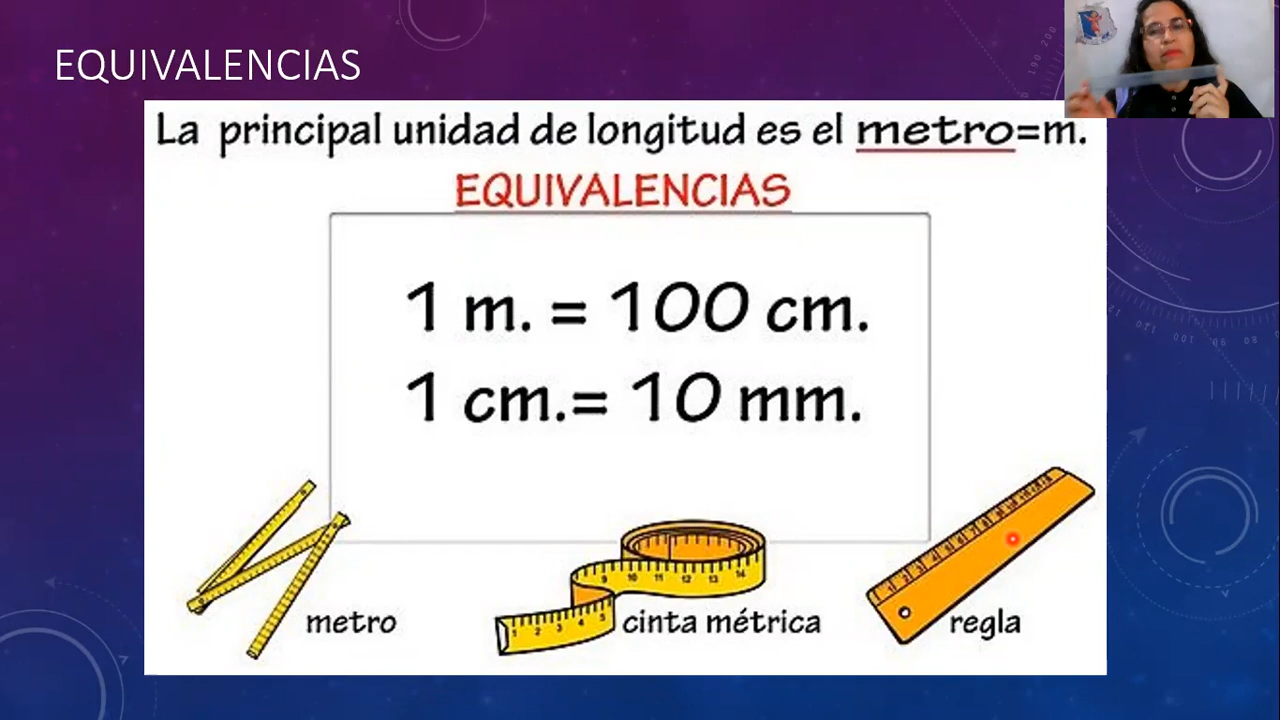 EQUIVALENCIAS
La principal unidad de longitud es el metro=m.
EQUIVALENCIAS
1 m. = 100 cm.
1 cm.= 10 mm.
metro
cinta métrica
regla